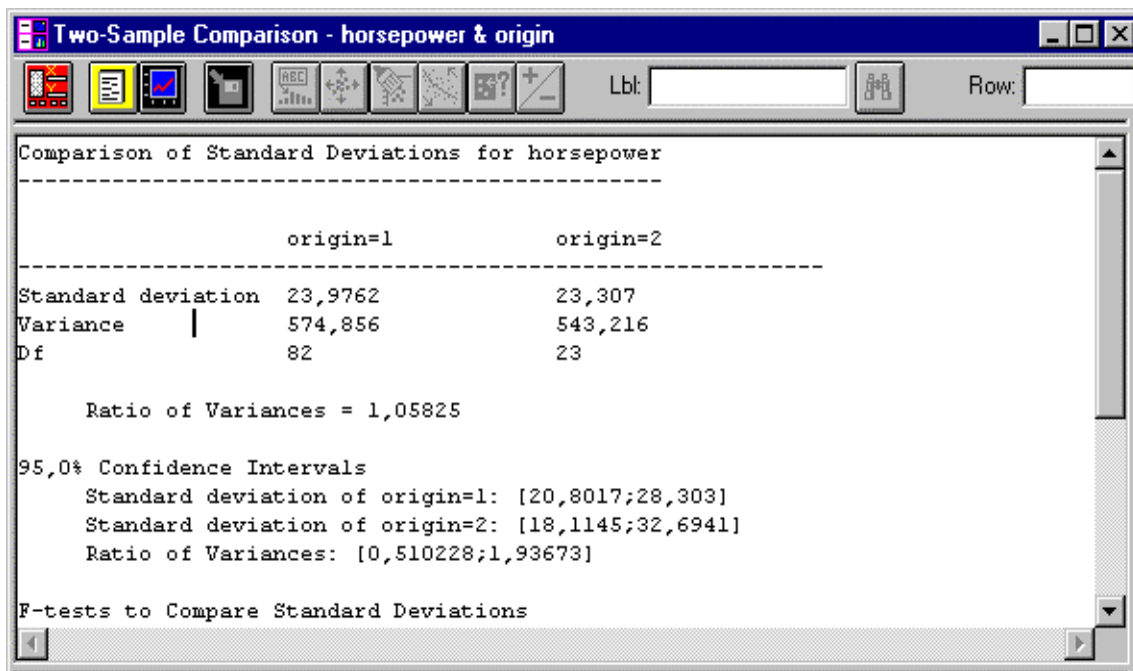 Two-Sample Comparison - horsepower & origin
ABC
Lbl:
Row:
Comparison of Standard Deviations for horsepower
------------------------------------------------
origin=1 origin=2
------------------------------------------------------------
Standard deviation 23,9762 23,307
Variance 574,856 543,216
Df 82 23
Ratio of Variances = 1,05825
95,0% Confidence Intervals
Standard deviation of origin=1: [20,8017;28,303]
Standard deviation of origin=2: [18,1145;32,6941]
Ratio of Variances: [0,510228;1,93673]
F-tests to Compare Standard Deviations